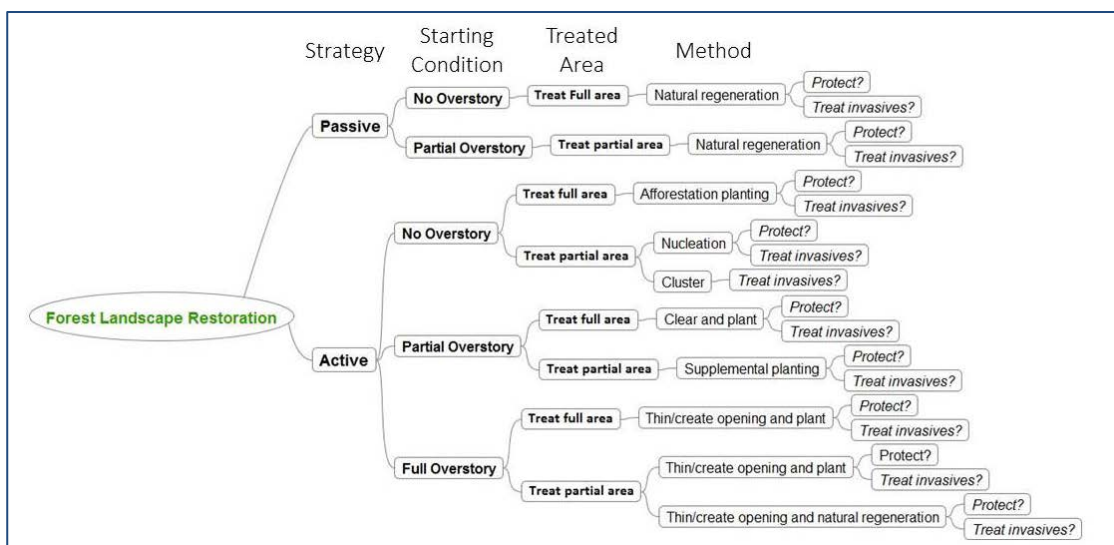 Strategy
Starting
Condition
Treated
Area
Method
Forest Landscape Restoration
Passive
No Overstory
Treat Full area
Natural regeneration
Protect?
Treat invasives?
Partial Overstory
Treat partial area
Natural regeneration
Protect?
Treat invasives?
Active
No Overstory
Treat full area
Afforestation planting
Protect?
Treat invasives?
Treat partial area
Nucleation
Protect?
Treat invasives?
Cluster
Treat invasives?
Partial Overstory
Treat full area
Clear and plant
Protect?
Treat invasives?
Treat partial area
Supplemental planting
Protect?
Treat invasives?
Full Overstory
Treat full area
Thin/create opening and plant
Protect?
Treat invasives?
Treat partial area
Thin/create opening and plant
Protect?
Treat invasives?
Thin/create opening and natural regeneration
Protect?
Treat invasives?